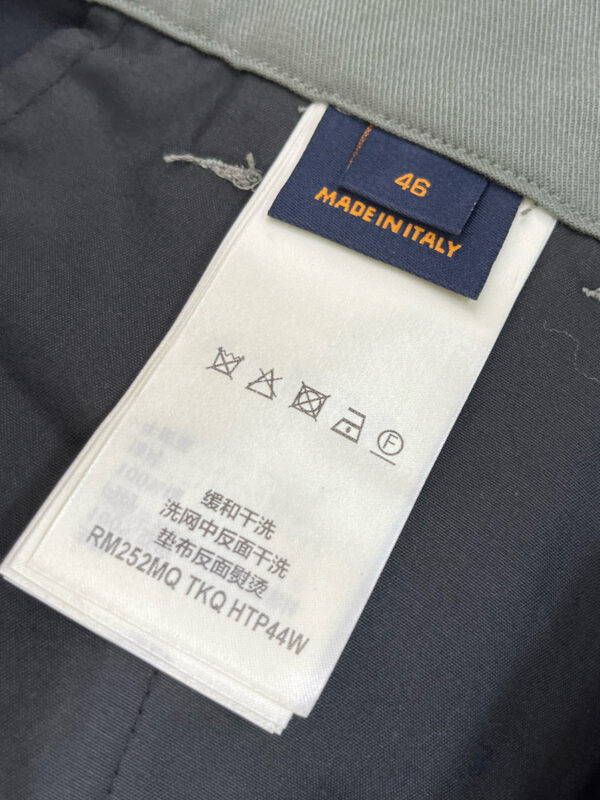 46
MADE IN ITALY
F
缓和干洗
洗网中反面干洗
垫布反面熨烫
RM252MQ TKQ HTP44W